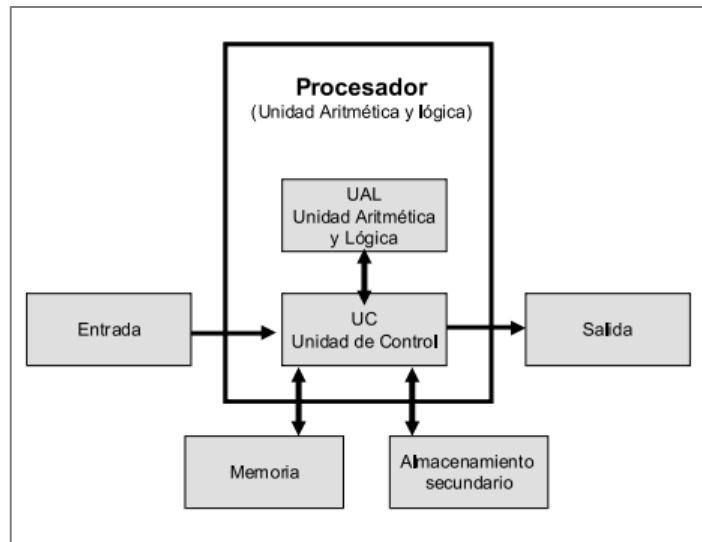 Procesador
(Unidad Aritmética y lógica)
UAL
Unidad Aritmética
y Lógica
Entrada
UC
Unidad de Control
Salida
Memoria
Almacenamiento
secundario